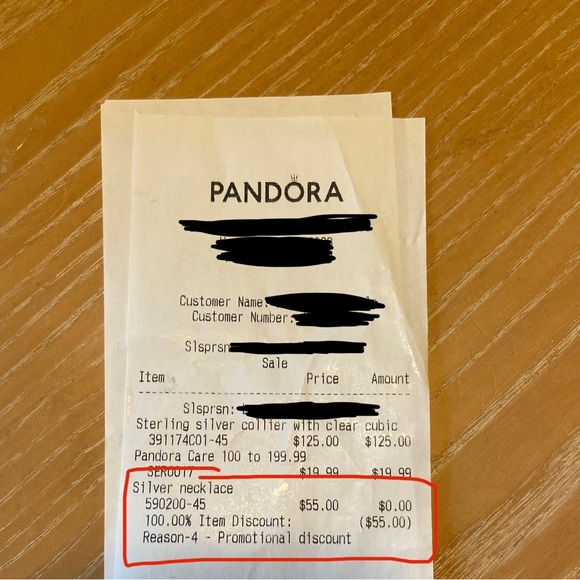 PANDORA
Customer Name:
Customer Number:
Slsprsn
Sale
Item Price Amount
Slsprsn:
Sterling silver collier with clear cubic
391174C01-45 $125.00 $125.00
Pandora Care 100 to 199.99
SER0017 $19.99 $19.99
Silver necklace
590200-45 $55.00 $0.00
100.00% Item Discount: ($55.00)
Reason-4 - Promotional discount